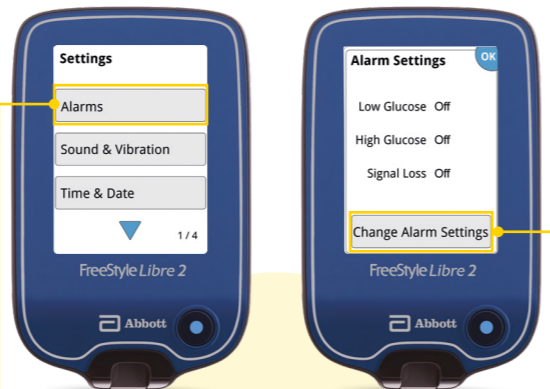 Settings
Alarms
Sound & Vibration
Time & Date
1 / 4
FreeStyle Libre 2
Abbott
Alarm Settings
OK
Low Glucose Off
High Glucose Off
Signal Loss Off
Change Alarm Settings
FreeStyle Libre 2
Abbott